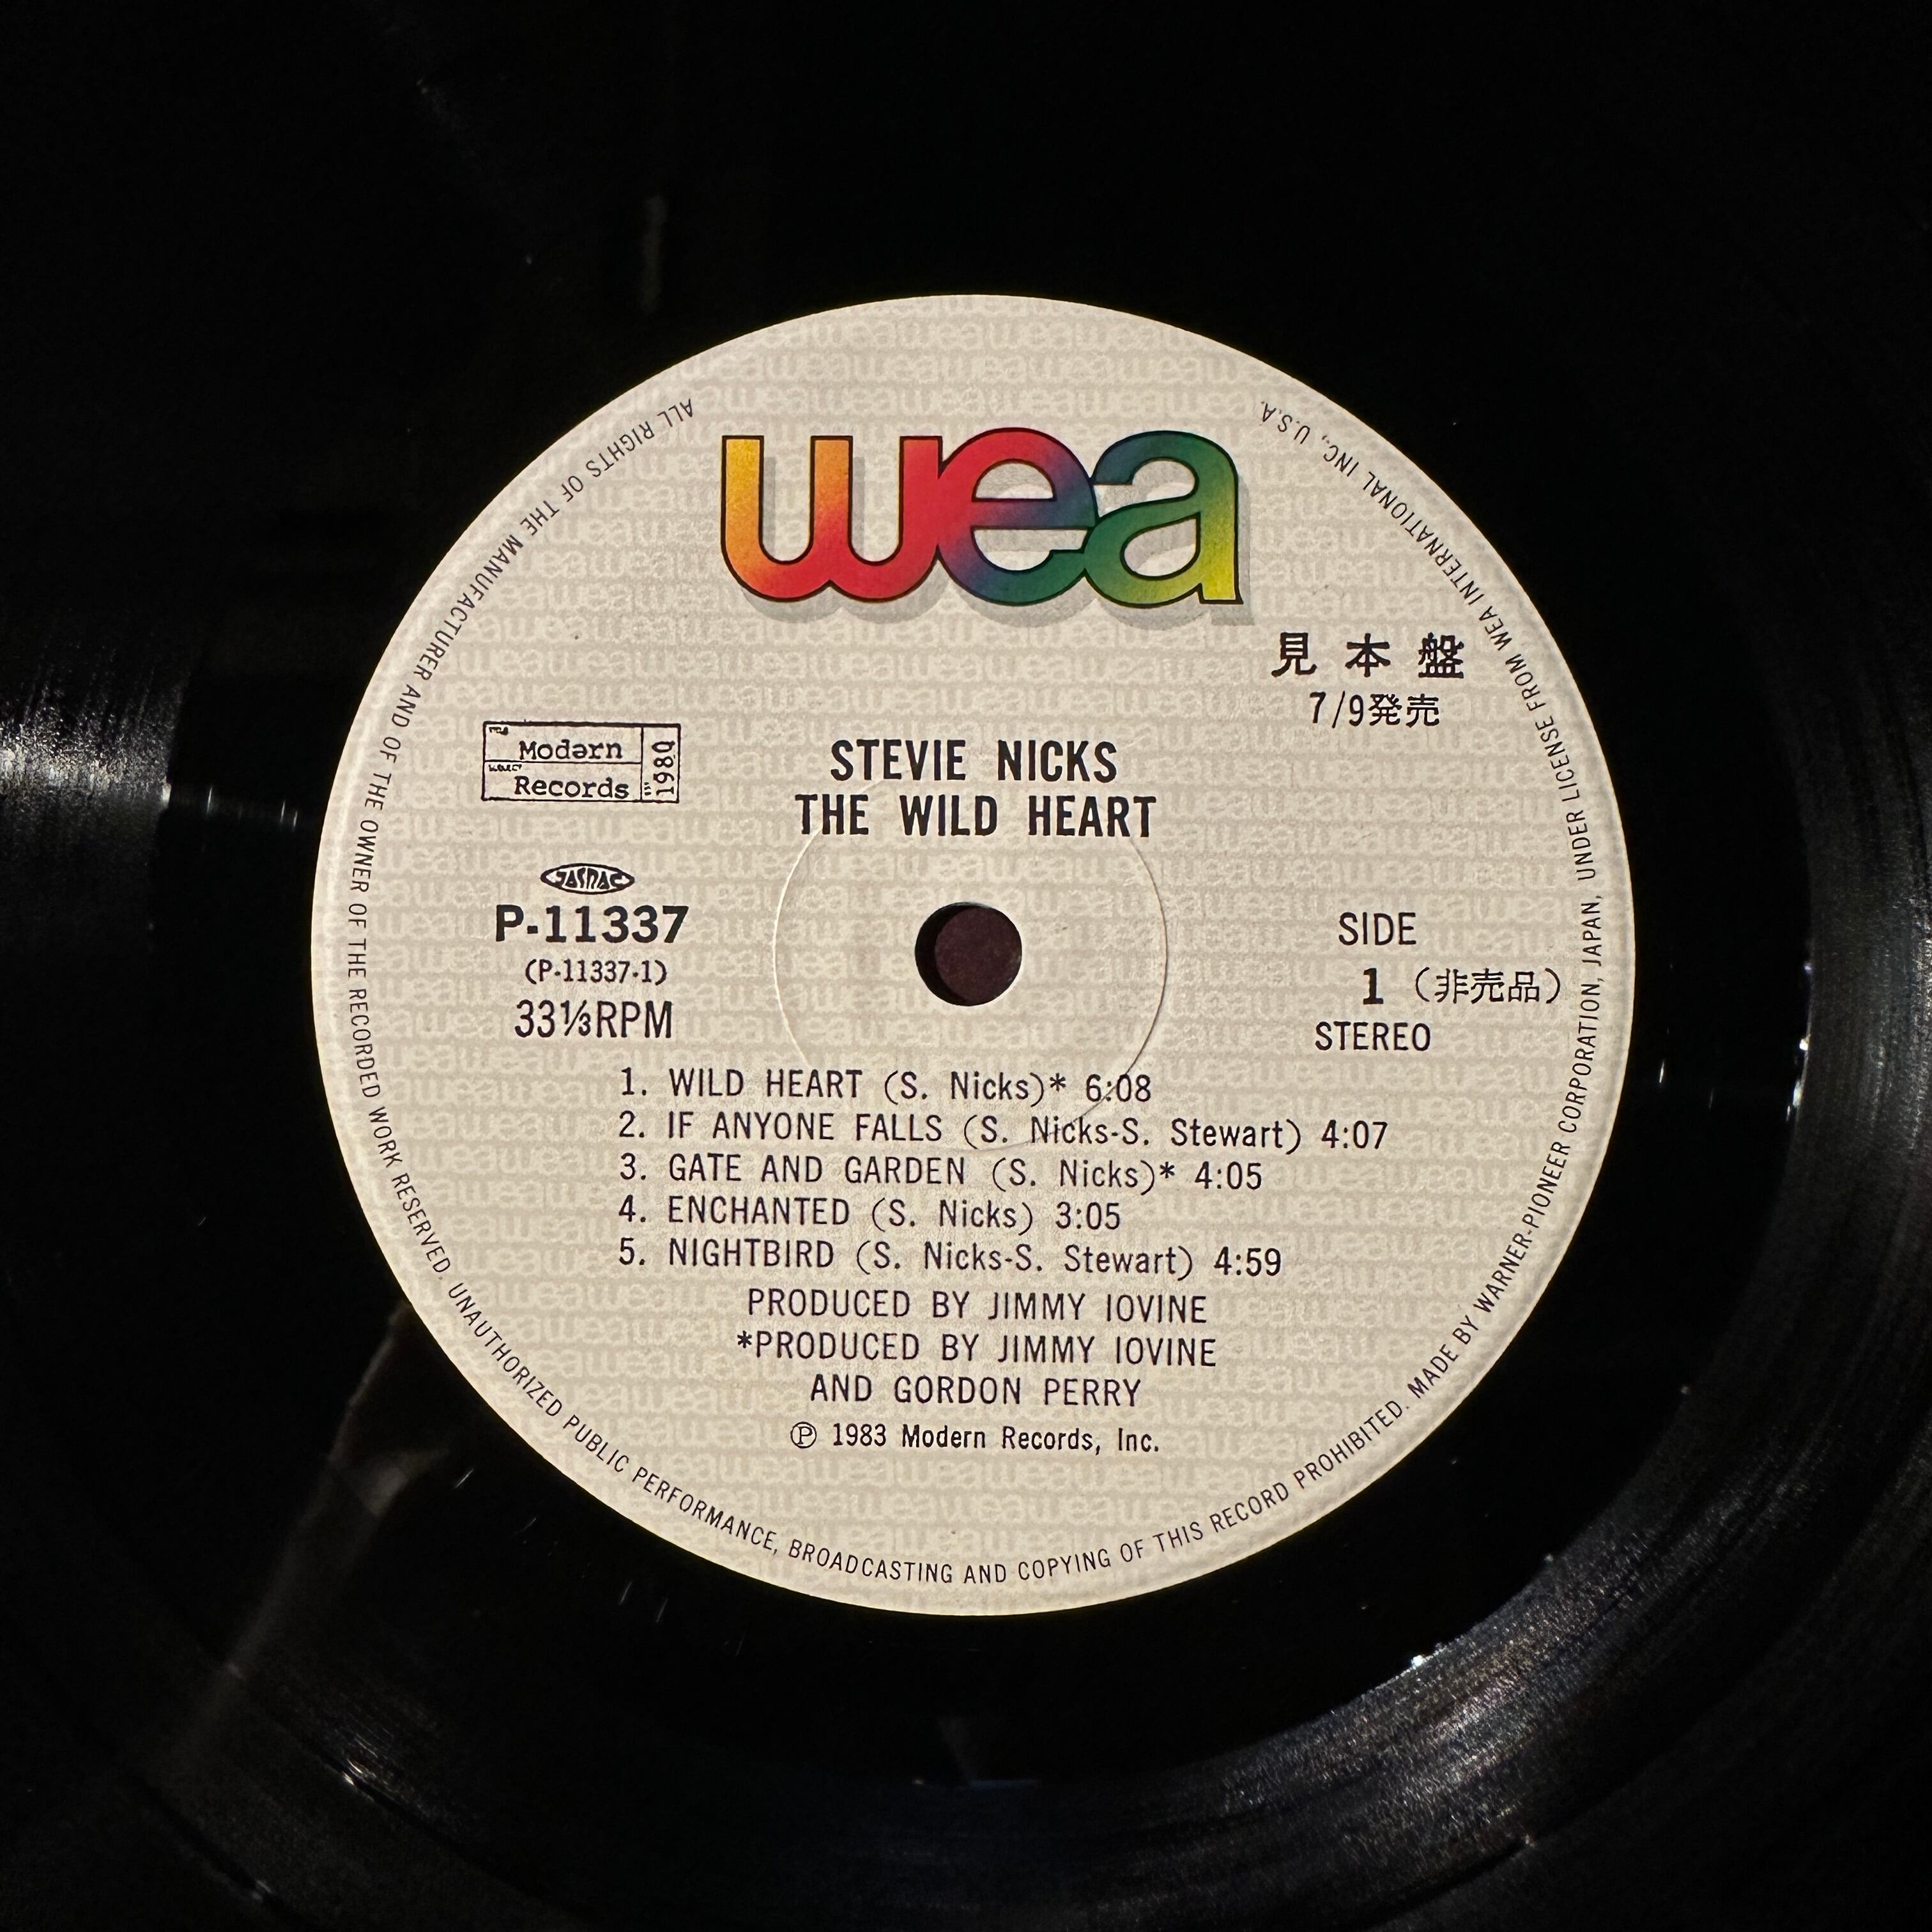 wea
見本盤
7/9発売
Modern
Records
1980
STEVIE NICKS
THE WILD HEART
JASRAC
P-11337
(P-11337-1)
33⅓RPM
SIDE
1 (非売品)
STEREO
1. WILD HEART (S. Nicks)* 6:08
2. IF ANYONE FALLS (S. Nicks-S. Stewart) 4:07
3. GATE AND GARDEN (S. Nicks)* 4:05
4. ENCHANTED (S. Nicks) 3:05
5. NIGHTBIRD (S. Nicks-S. Stewart) 4:59
PRODUCED BY JIMMY IOVINE
*PRODUCED BY JIMMY IOVINE
AND GORDON PERRY
Ⓟ 1983 Modern Records, Inc.
ALL RIGHTS OF THE MANUFACTURER AND OF THE OWNER OF THE RECORDED WORK RESERVED. UNAUTHORIZED PUBLIC PERFORMANCE, BROADCASTING AND COPYING OF THIS RECORD PROHIBITED. MADE BY WARNER-PIONEER CORPORATION, JAPAN, UNDER LICENSE FROM WEA INTERNATIONAL INC., U.S.A.